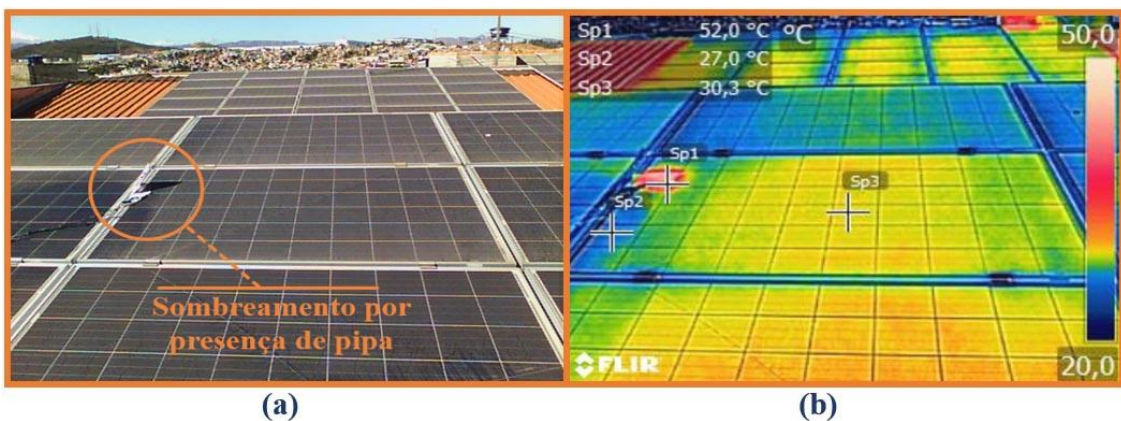 Sombreamento por
presença de pipa
Sp1 52,0 °C °C
Sp2 27,0 °C
Sp3 30,3 °C
50,0
Sp1
Sp3
Sp2
FLIR
20,0
(a)
(b)